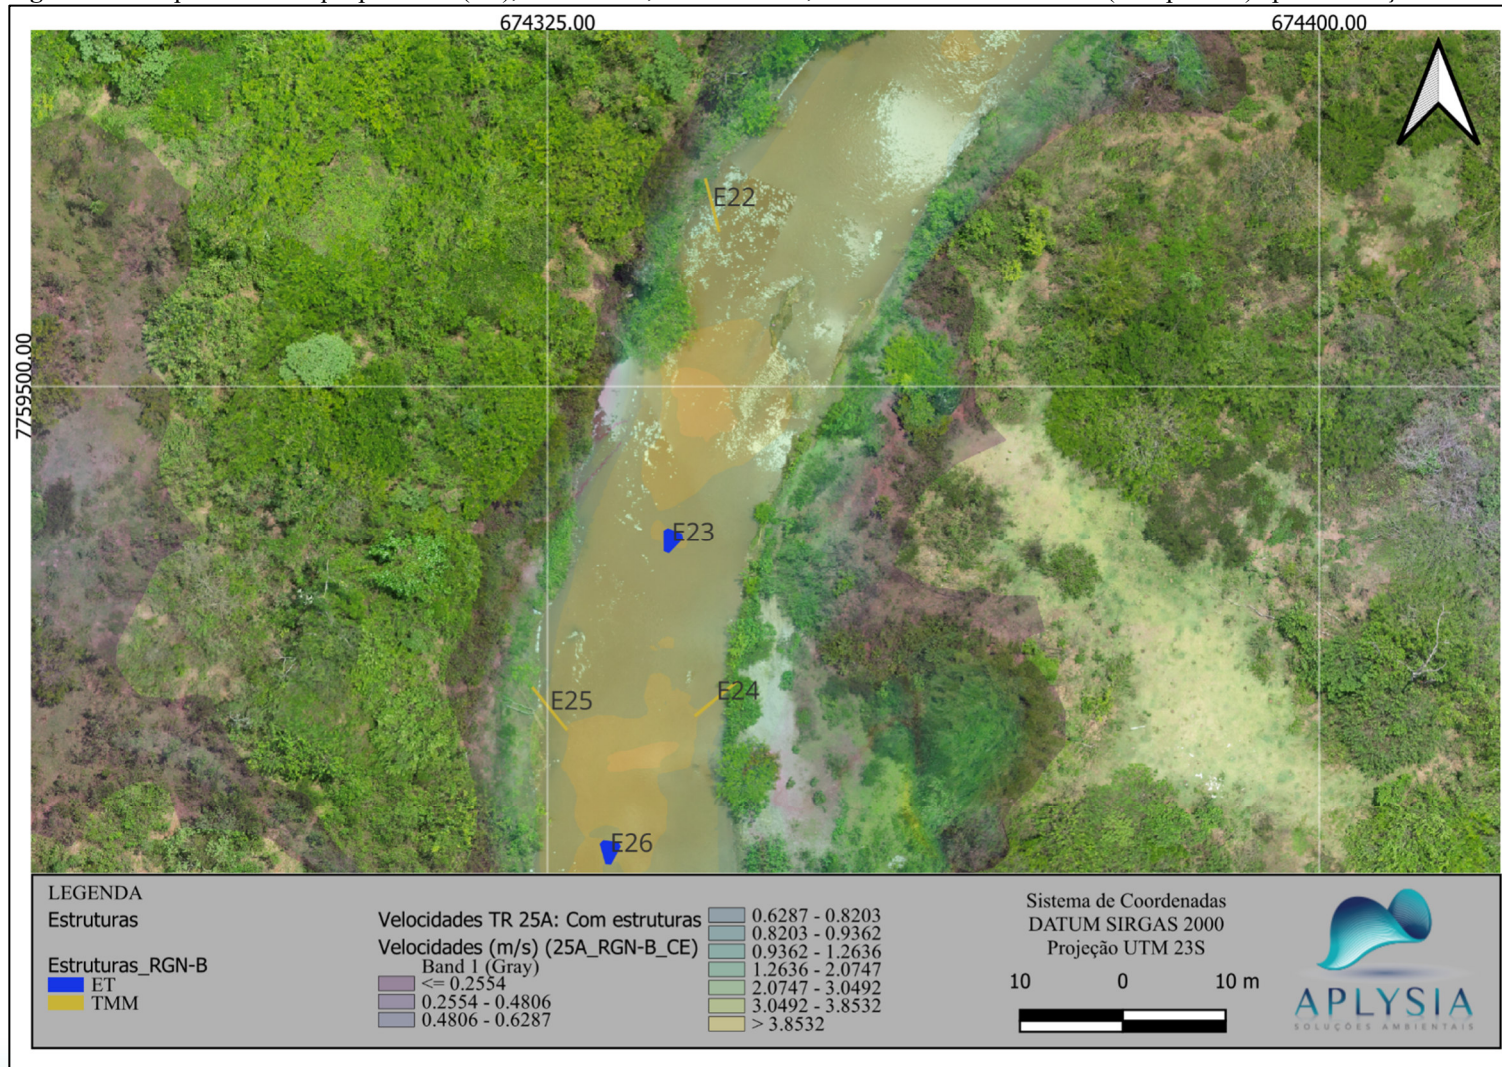 674325.00
674400.00
7759500.00
E22
E23
E25
E24
E26
LEGENDA
Estruturas
Estruturas_RGN-B
ET
TMM
Velocidades TR 25A: Com estruturas
Velocidades (m/s) (25A_RGN-B_CE)
Band 1 (Gray)
<= 0.2554
0.2554 - 0.4806
0.4806 - 0.6287
0.6287 - 0.8203
0.8203 - 0.9362
0.9362 - 1.2636
1.2636 - 2.0747
2.0747 - 3.0492
3.0492 - 3.8532
> 3.8532
Sistema de Coordenadas
DATUM SIRGAS 2000
Projeção UTM 23S
10 0 10 m
APLYSIA
SOLUÇÕES AMBIENTAIS